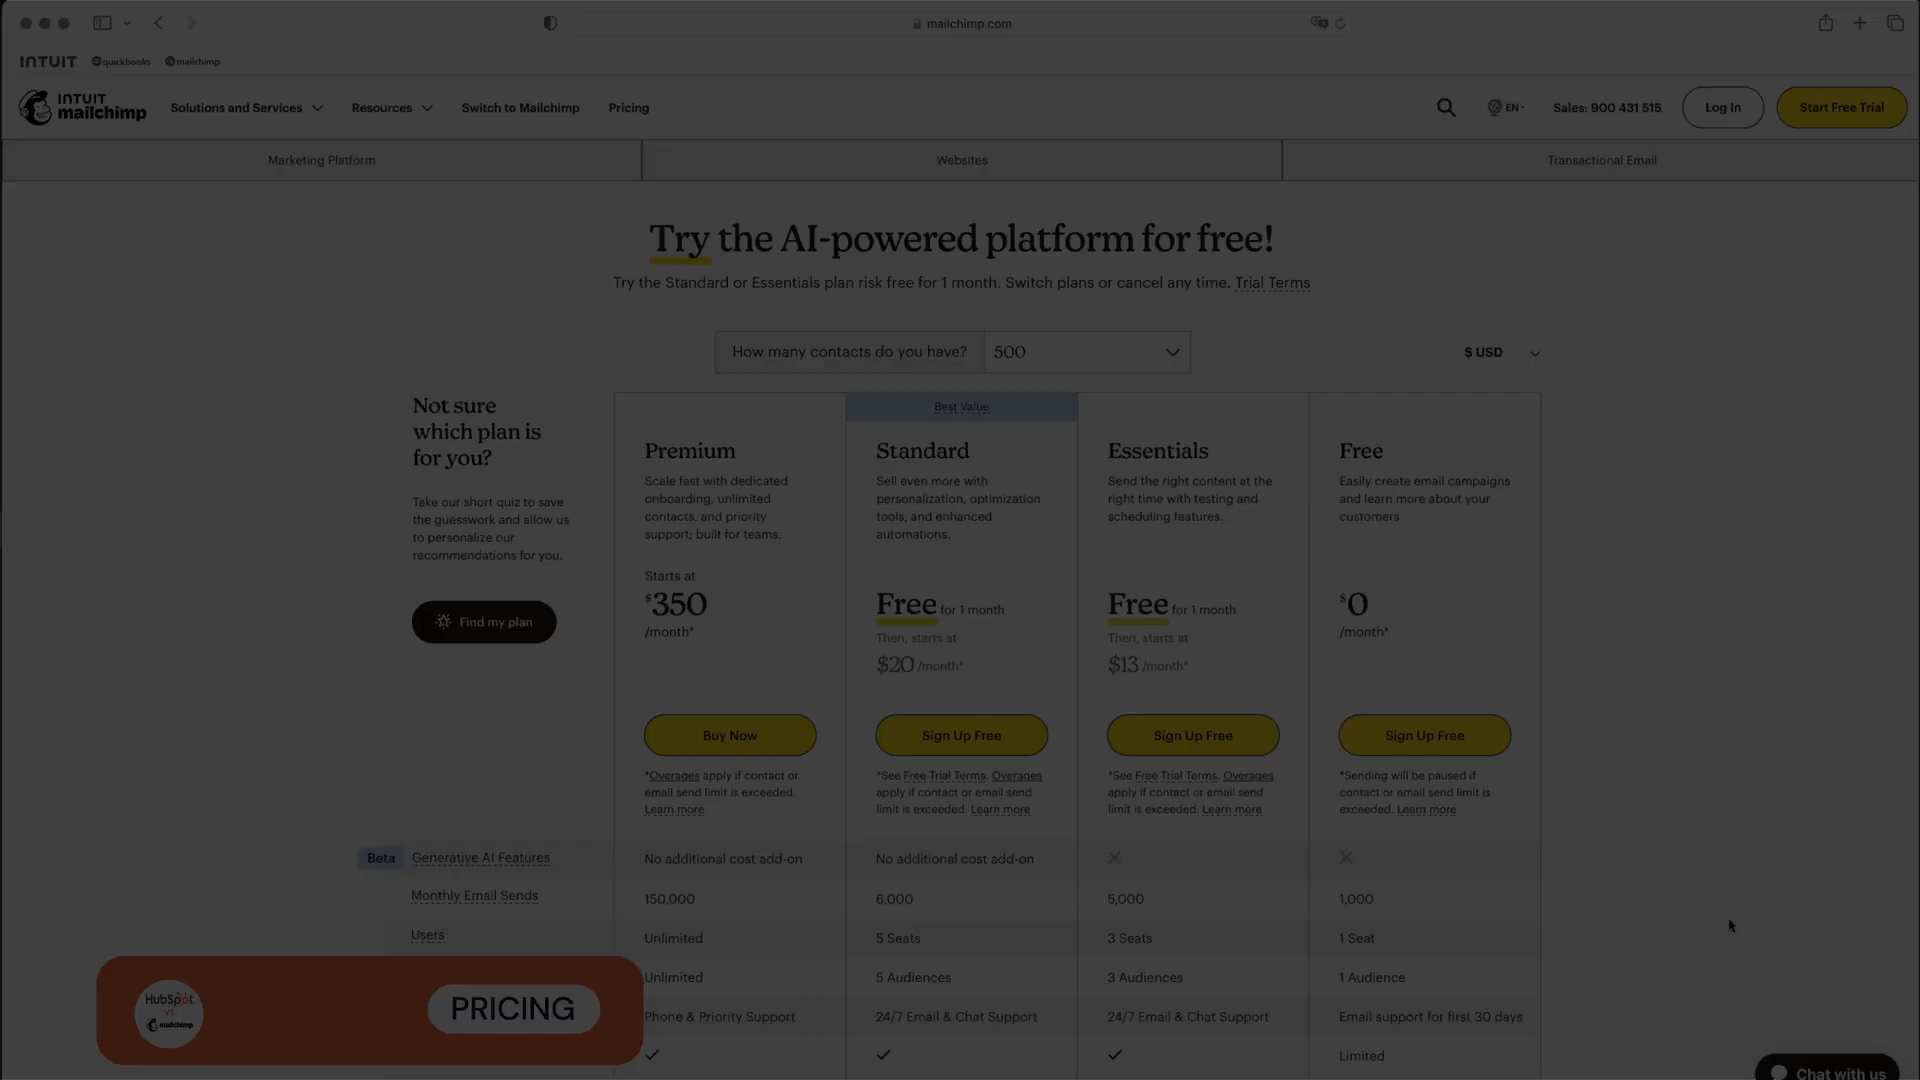 mailchimp.com
INTUIT quickbooks mailchimp
INTUIT
mailchimp
Solutions and Services Resources Switch to Mailchimp Pricing
EN Sales: 900 431 515 Log In Start Free Trial
Marketing Platform Websites Transactional Email
Try the AI-powered platform for free!
Try the Standard or Essentials plan risk free for 1 month. Switch plans or cancel any time. Trial Terms
How many contacts do you have? 500
$ USD
Not sure
which plan is
for you?
Take our short quiz to save
the guesswork and allow us
to personalize our
recommendations for you.
Find my plan
Premium
Scale fast with dedicated
onboarding, unlimited
contacts, and priority
support; built for teams.
Starts at
$350
/month*
Buy Now
*Overages apply if contact or
email send limit is exceeded.
Learn more
Best Value
Standard
Sell even more with
personalization, optimization
tools, and enhanced
automations.
Free for 1 month
Then, starts at
$20 /month*
Sign Up Free
*See Free Trial Terms. Overages
apply if contact or email send
limit is exceeded. Learn more
Essentials
Send the right content at the
right time with testing and
scheduling features.
Free for 1 month
Then, starts at
$13 /month*
Sign Up Free
*See Free Trial Terms. Overages
apply if contact or email send
limit is exceeded. Learn more
Free
Easily create email campaigns
and learn more about your
customers
$0
/month*
Sign Up Free
*Sending will be paused if
contact or email send limit is
exceeded. Learn more
Beta Generative AI Features No additional cost add-on No additional cost add-on
Monthly Email Sends 150,000 6,000 5,000 1,000
Users Unlimited 5 Seats 3 Seats 1 Seat
Unlimited 5 Audiences 3 Audiences 1 Audience
Phone & Priority Support 24/7 Email & Chat Support 24/7 Email & Chat Support Email support for first 30 days
Limited
HubSpot
VS
mailchimp
PRICING
Chat with us